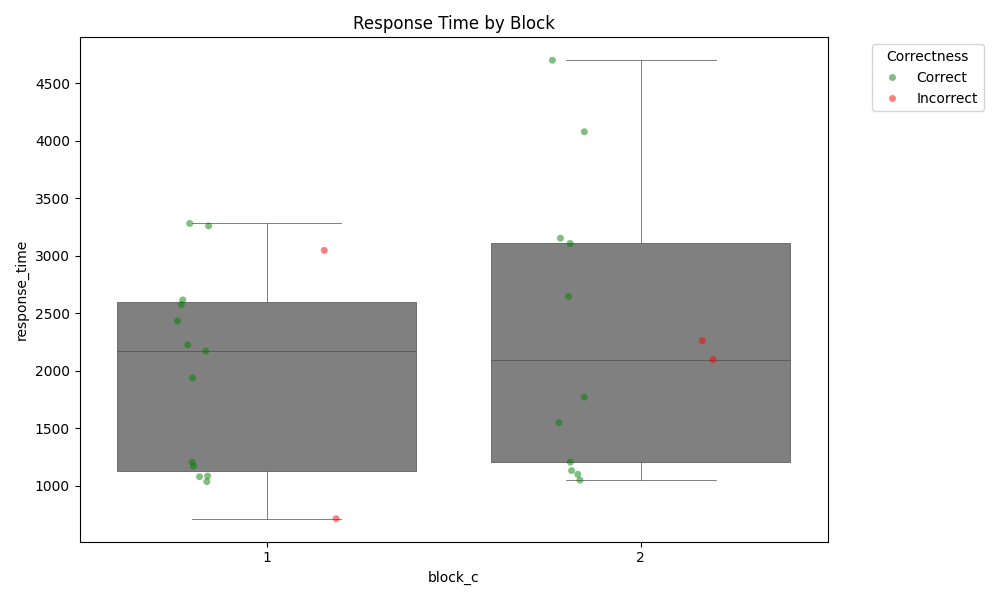 Response Time by Block
Correctness
Correct
Incorrect
4500
4000
3500
3000
2500
2000
1500
1000
response_time
1
2
block_c